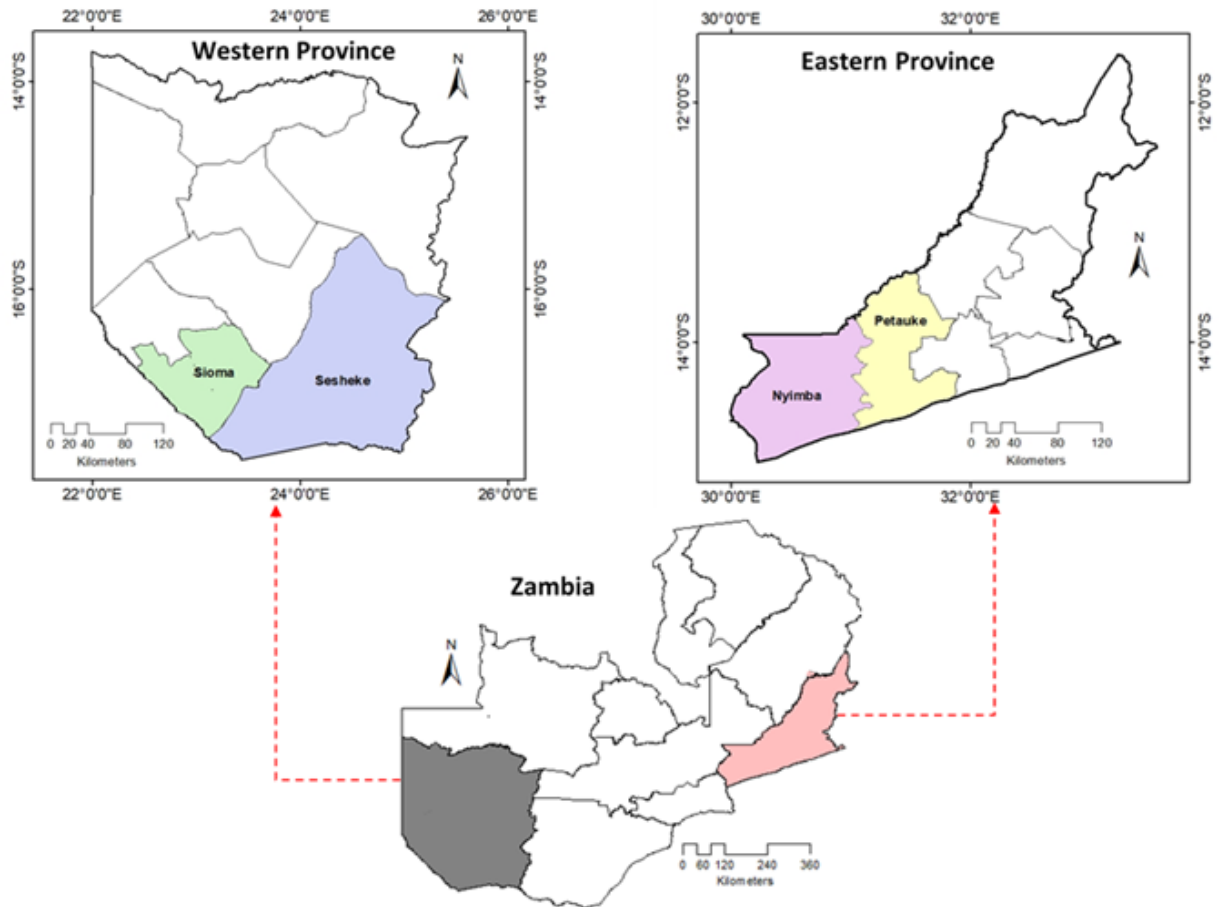 22°0'0"E 24°0'0"E 26°0'0"E
Western Province
N
14°0'0"S
14°0'0"S
16°0'0"S
16°0'0"S
Sioma
Sesheke
0 20 40 80 120
Kilometers
22°0'0"E 24°0'0"E 26°0'0"E
30°0'0"E 32°0'0"E
Eastern Province
12°0'0"S
12°0'0"S
N
Petauke
14°0'0"S
14°0'0"S
Nyimba
0 20 40 80 120
Kilometers
30°0'0"E 32°0'0"E
Zambia
N
0 60 120 240 360
Kilometers